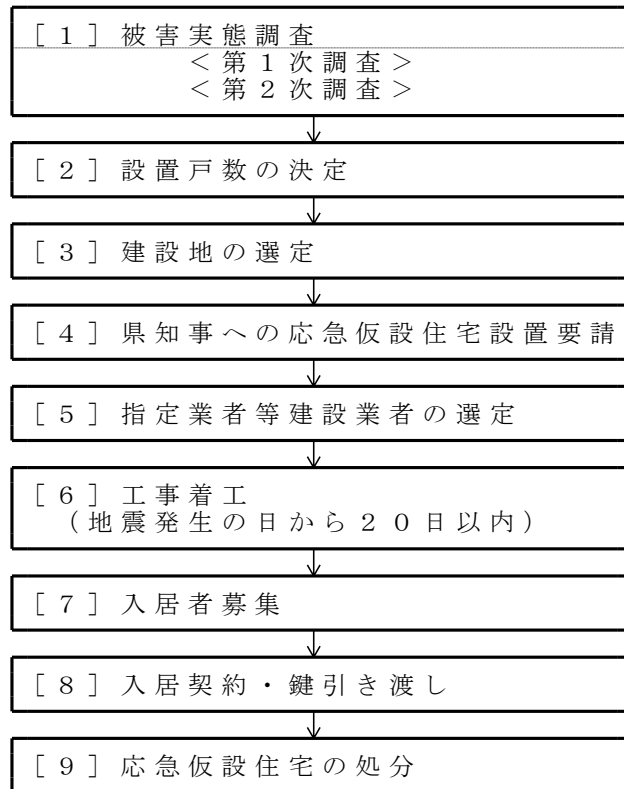 ［１］被害実態調査
＜第１次調査＞
＜第２次調査＞
［２］設置戸数の決定
［３］建設地の選定
［４］県知事への応急仮設住宅設置要請
［５］指定業者等建設業者の選定
［６］工事着工
（地震発生の日から２０日以内）
［７］入居者募集
［８］入居契約・鍵引き渡し
［９］応急仮設住宅の処分